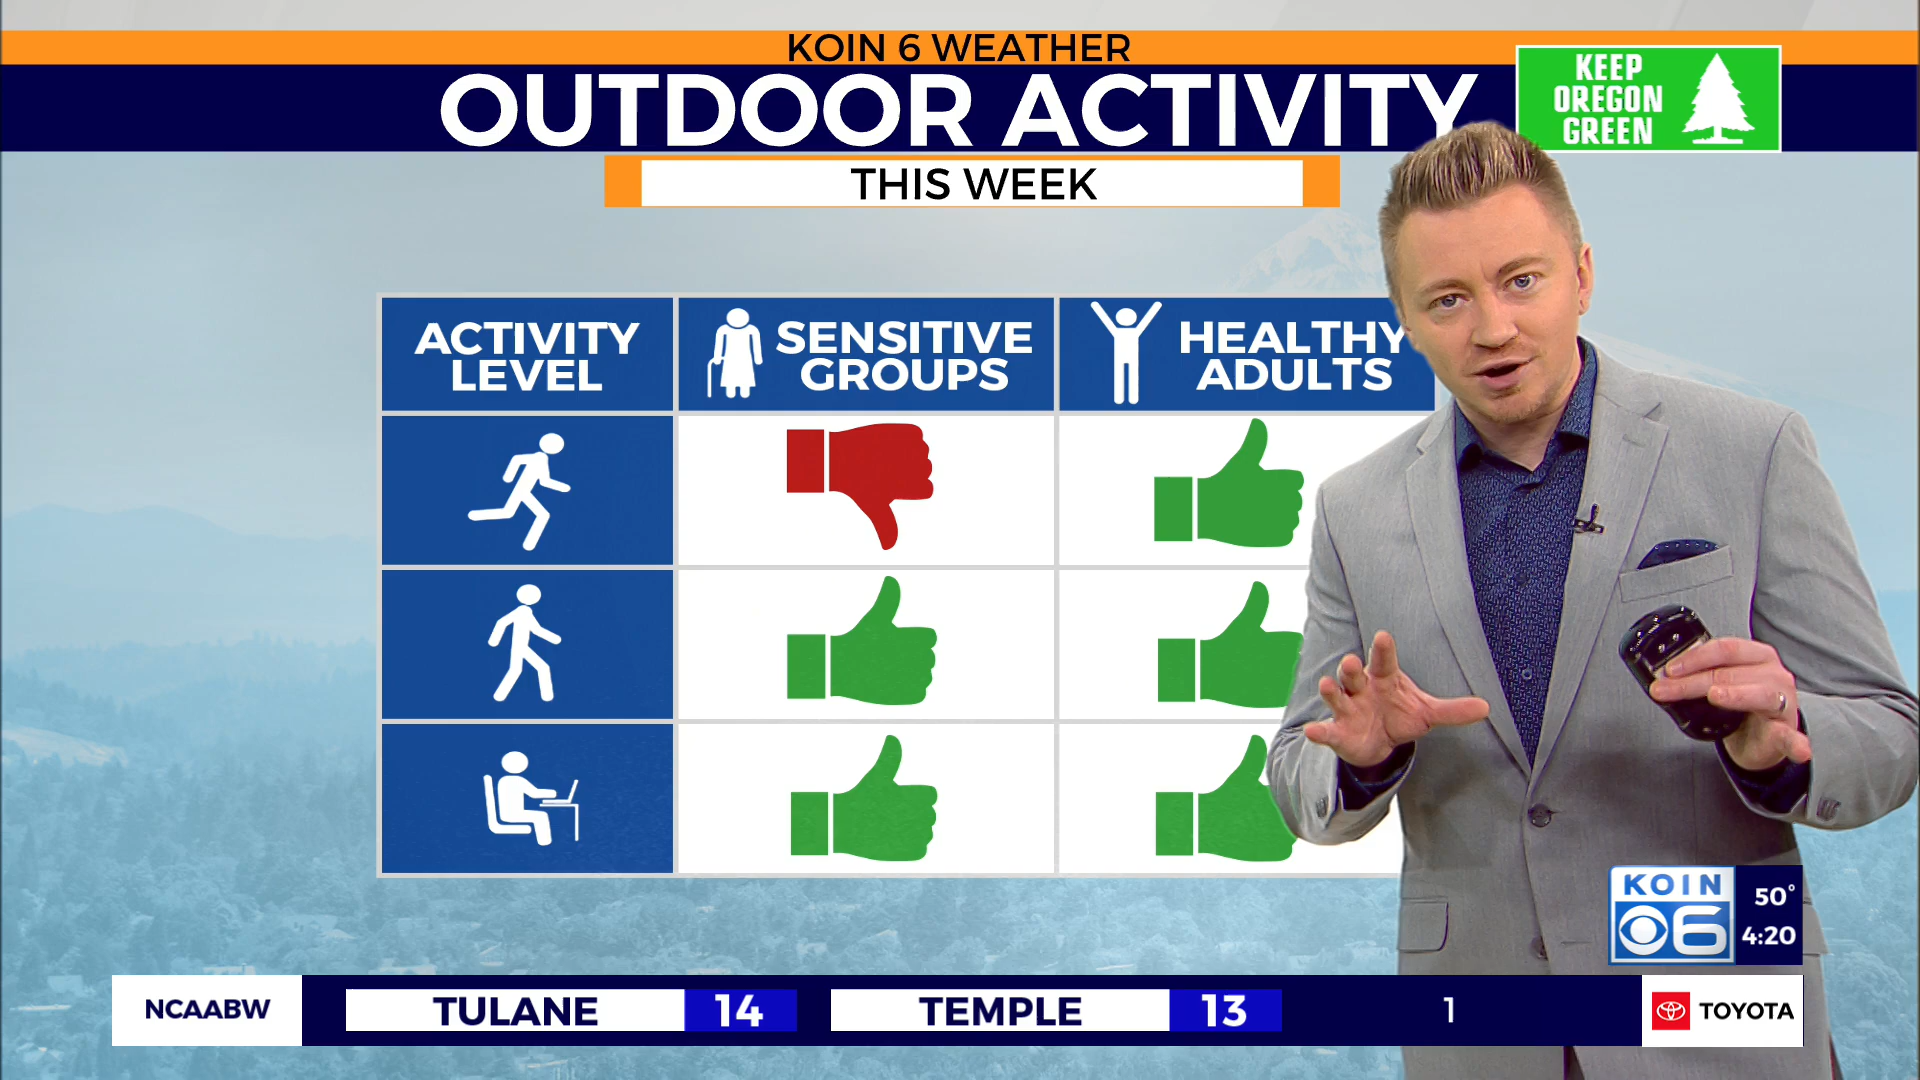 KOIN 6 WEATHER
OUTDOOR ACTIVITY
KEEP
OREGON
GREEN
THIS WEEK
ACTIVITY
LEVEL
SENSITIVE
GROUPS
HEALTHY
ADULTS
KOIN
6
50°
4:20
NCAABW
TULANE 14
TEMPLE 13
1
TOYOTA